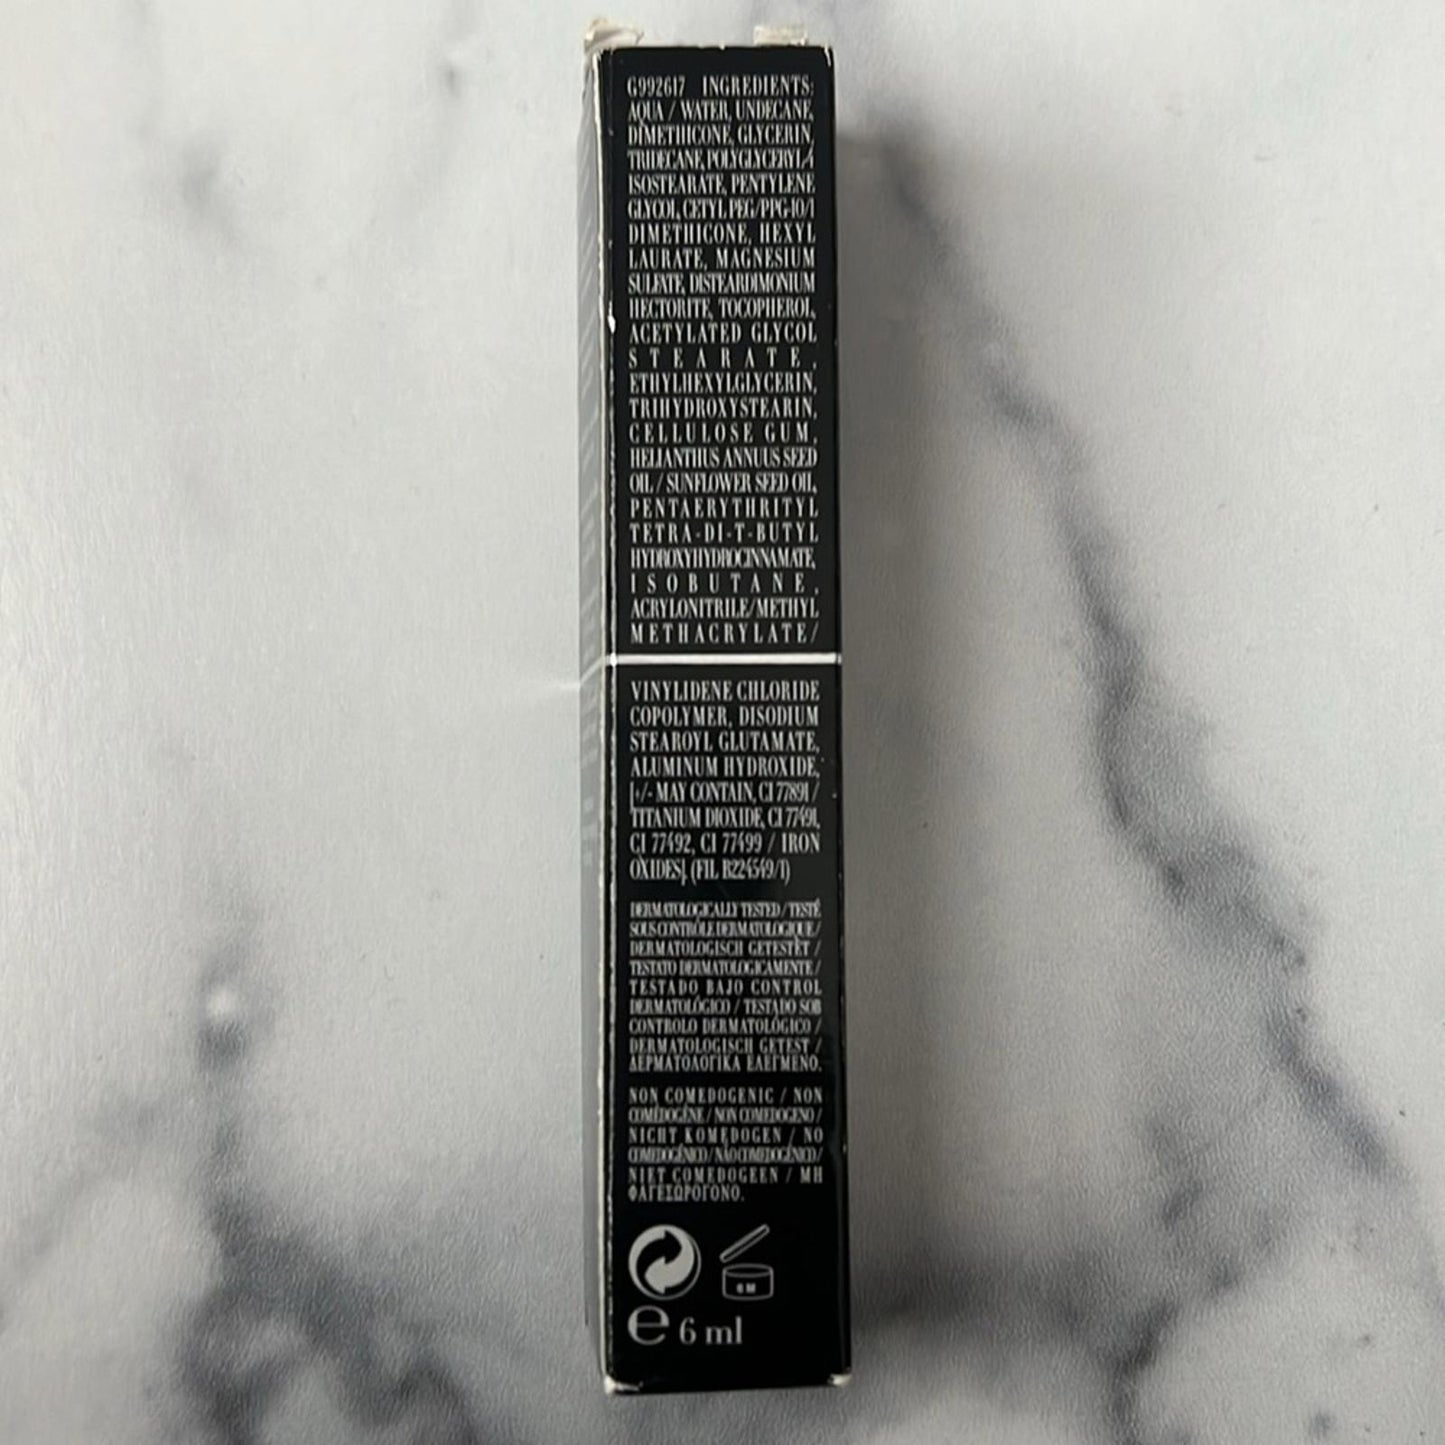 G992617 INGREDIENTS:
AQUA / WATER, UNDECANE,
DIMETHICONE, GLYCERIN,
TRIDECANE, POLYGLYCERYL-4
ISOSTEARATE, PENTYLENE
GLYCOL, CETYL PEG/PPG-10/1
DIMETHICONE, HEXYL
LAURATE, MAGNESIUM
SULFATE, DISTEARDIMONIUM
HECTORITE, TOCOPHEROL,
ACETYLATED GLYCOL
STEARATE,
ETHYLHEXYLGLYCERIN,
TRIHYDROXYSTEARIN,
CELLULOSE GUM,
HELIANTHUS ANNUUS SEED
OIL / SUNFLOWER SEED OIL,
PENTAERYTHRITYL
TETRA-DI-T-BUTYL
HYDROXYHYDROCINNAMATE,
ISOBUTANE,
ACRYLONITRILE/METHYL
METHACRYLATE/
VINYLIDENE CHLORIDE
COPOLYMER, DISODIUM
STEAROYL GLUTAMATE,
ALUMINUM HYDROXIDE,
[+/- MAY CONTAIN, CI 77891 /
TITANIUM DIOXIDE, CI 77491,
CI 77492, CI 77499 / IRON
OXIDES]. (FIL B224549/1)
DERMATOLOGICALLY TESTED / TESTÉ
SOUS CONTRÔLE DERMATOLOGIQUE /
DERMATOLOGISCH GETESTET /
TESTATO DERMATOLOGICAMENTE /
TESTADO BAJO CONTROL
DERMATOLÓGICO / TESTADO SOB
CONTROLO DERMATOLÓGICO /
DERMATOLOGISCH GETEST /
ΔΕΡΜΑΤΟΛΟΓΙΚΑ ΕΛΕΓΜΕΝΟ.
NON COMEDOGENIC / NON
COMÉDOGÈNE / NON COMEDOGENO /
NICHT KOMEDOGEN / NO
COMEDOGÉNICO / NÃO COMEDOGÉNICO /
NIET COMEDOGEEN / ΜΗ
ΦΑΓΕΣΩΡΟΓΟΝΟ.
6 M
e 6 ml